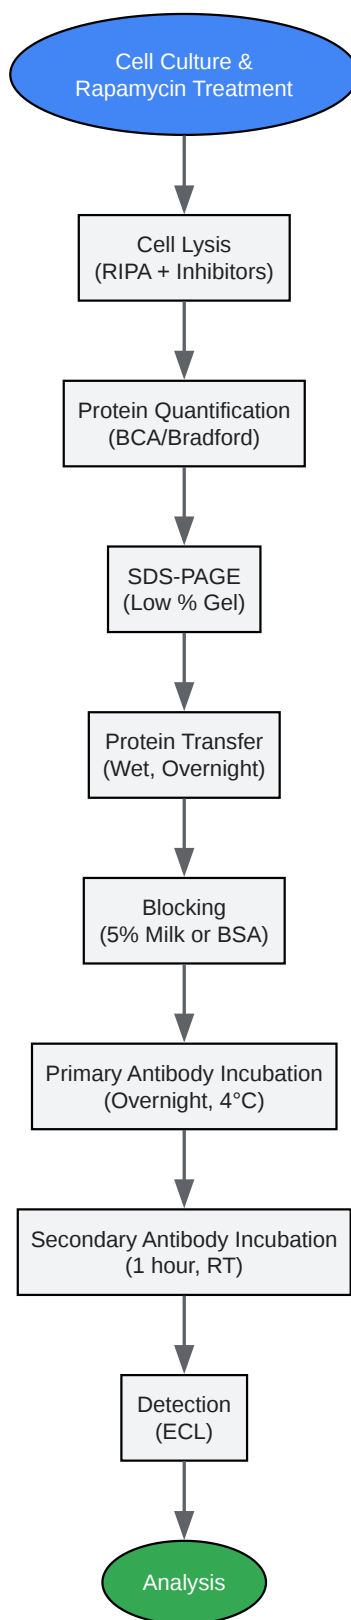 Cell Culture &
Rapamycin Treatment
Cell Lysis
(RIPA + Inhibitors)
Protein Quantification
(BCA/Bradford)
SDS-PAGE
(Low % Gel)
Protein Transfer
(Wet, Overnight)
Blocking
(5% Milk or BSA)
Primary Antibody Incubation
(Overnight, 4°C)
Secondary Antibody Incubation
(1 hour, RT)
Detection
(ECL)
Analysis